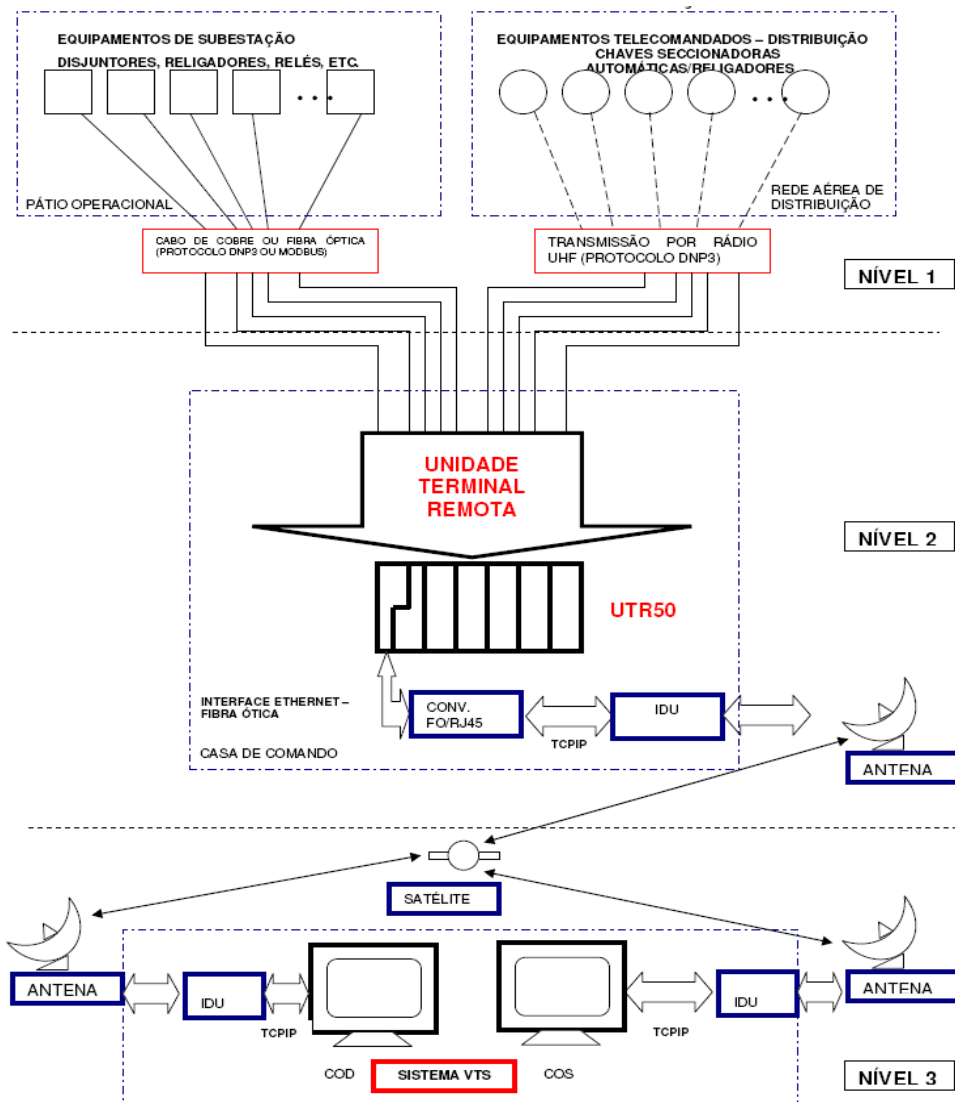 EQUIPAMENTOS DE SUBESTAÇÃO
DISJUNTORES, RELIGADORES, RELÉS, ETC.
EQUIPAMENTOS TELECOMANDADOS – DISTRIBUIÇÃO
CHAVES SECCIONADORAS
AUTOMÁTICAS/RELIGADORES
...
...
PÁTIO OPERACIONAL
REDE AÉREA DE
DISTRIBUIÇÃO
CABO DE COBRE OU FIBRA ÓPTICA
(PROTOCOLO DNP3 OU MODBUS)
TRANSMISSÃO POR RÁDIO
UHF (PROTOCOLO DNP3)
NÍVEL 1
UNIDADE
TERMINAL
REMOTA
NÍVEL 2
UTR50
INTERFACE ETHERNET–
FIBRA ÓTICA
CASA DE COMANDO
CONV.
FO/RJ45
TCPIP
IDU
ANTENA
SATÉLITE
ANTENA
IDU
TCPIP
TCPIP
IDU
ANTENA
COD
SISTEMA VTS
COS
NÍVEL 3